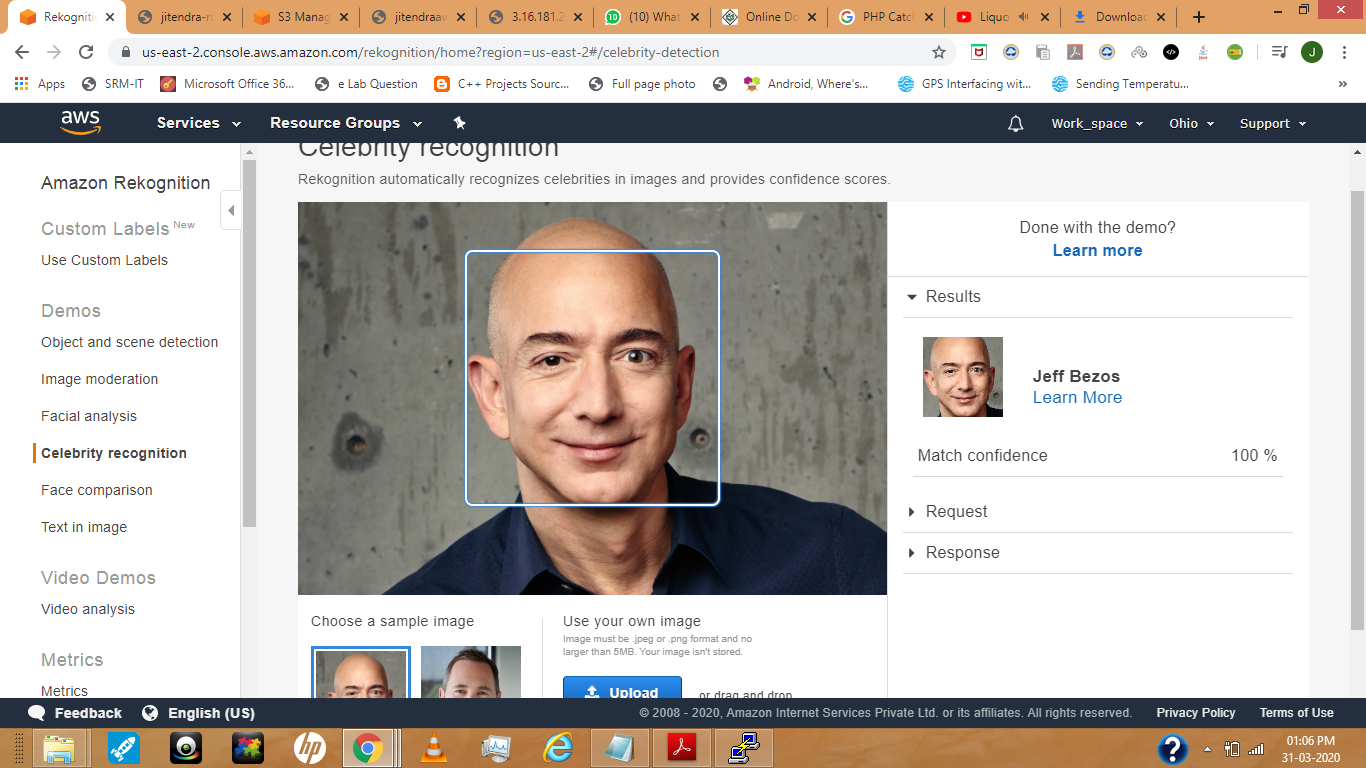 Rekogniti
jitendra-ro
S3 Manag
jitendraaw
3.16.181.2
(10) What
Online Do
PHP Catch
Liquo
Downloac
us-east-2.console.aws.amazon.com/rekognition/home?region=us-east-2#/celebrity-detection
J
Apps
SRM-IT
Microsoft Office 36...
e Lab Question
C++ Projects Sourc...
Full page photo
Android, Where's...
GPS Interfacing wit...
Sending Temperatu...
»
aws
Services
Resource Groups
Work_space
Ohio
Support
Amazon Rekognition
Custom Labels New
Use Custom Labels
Demos
Object and scene detection
Image moderation
Facial analysis
Celebrity recognition
Face comparison
Text in image
Video Demos
Video analysis
Metrics
Metrics
Celebrity recognition
Rekognition automatically recognizes celebrities in images and provides confidence scores.
Done with the demo?
Learn more
Results
Jeff Bezos
Learn More
Match confidence
100 %
Request
Response
Choose a sample image
Use your own image
Image must be .jpeg or .png format and no
larger than 5MB. Your image isn't stored.
Upload
or drag and drop
Feedback
English (US)
© 2008 - 2020, Amazon Internet Services Private Ltd. or its affiliates. All rights reserved.
Privacy Policy
Terms of Use
hp
01:06 PM
31-03-2020